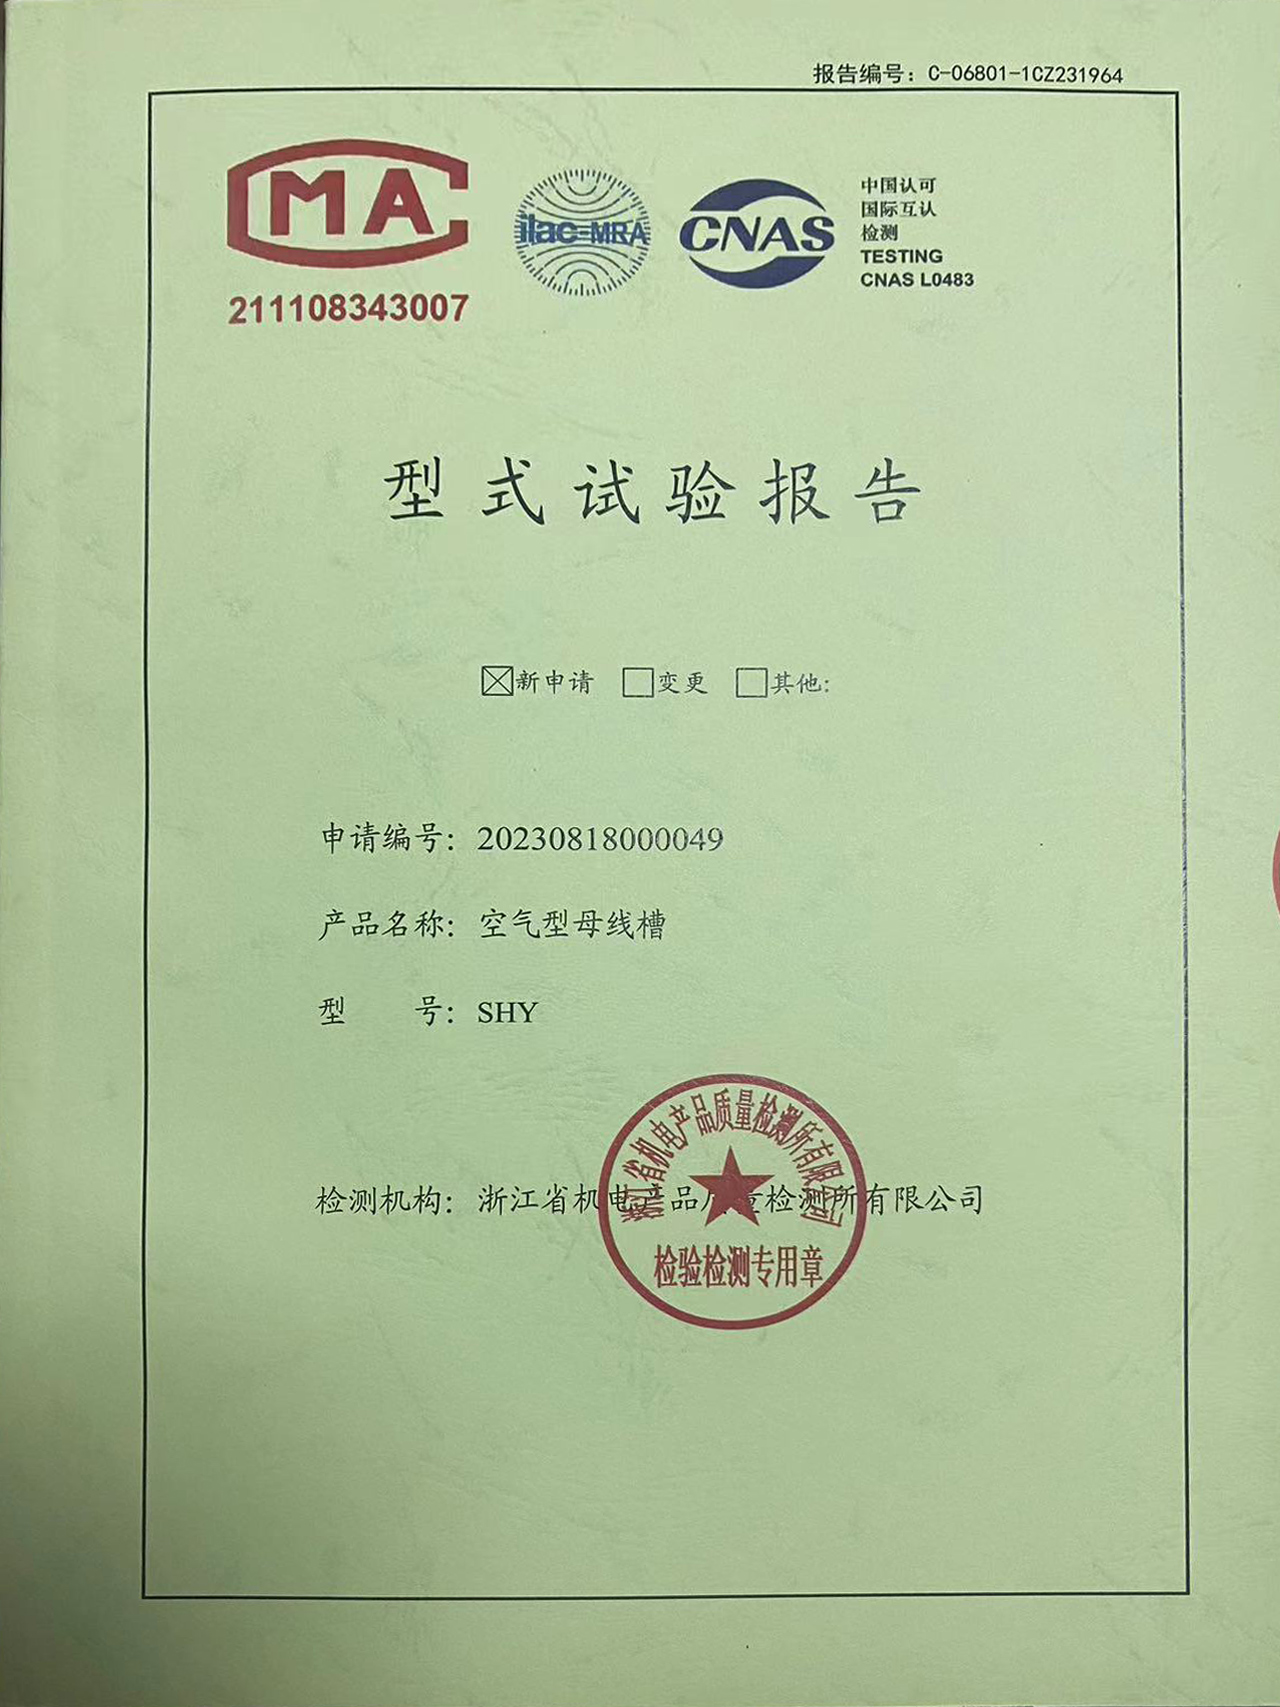 报告编号：C-06801-1CZ231964
MA
211108343007
ilac-MRA
CNAS
中国认可
国际互认
检测
TESTING
CNAS L0483
型式试验报告
☒新申请 ☐变更 ☐其他：
申请编号：20230818000049
产品名称：空气型母线槽
型 号：SHY
检测机构：浙江省机电产品质量检测所有限公司
浙江省机电产品质量检测所有限公司
检验检测专用章